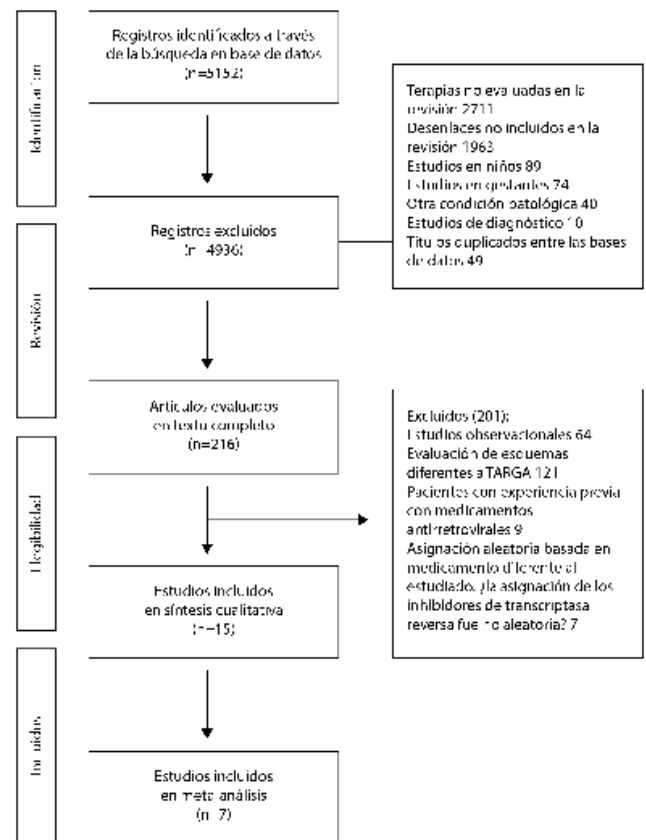 Identificación
Registros identificados a través
de la búsqueda en base de datos
(n=5152)
Terapias no evaluadas en la
revisión 2711
Desenlaces no incluidos en la
revisión 1963
Estudios en niños 89
Estudios en gestantes 74
Otra condición patológica 40
Estudios de diagnóstico 10
Títulos duplicados entre las bases
de datos 49
Registros excluidos
(n=4936)
Revisión
Artículos evaluados
en texto completo
(n=216)
Excluidos (201):
Estudios observacionales 64
Evaluación de esquemas
diferentes a TARGA 121
Pacientes con experiencia previa
con medicamentos
antirretrovirales 9
Asignación aleatoria basada en
medicamento diferente al
estudiado. ¿la asignación de los
inhibidores de transcriptasa
reversa fue no aleatoria? 7
Elegibilidad
Estudios incluidos
en síntesis cualitativa
(n=15)
Incluidos
Estudios incluidos
en meta análisis
(n=7)